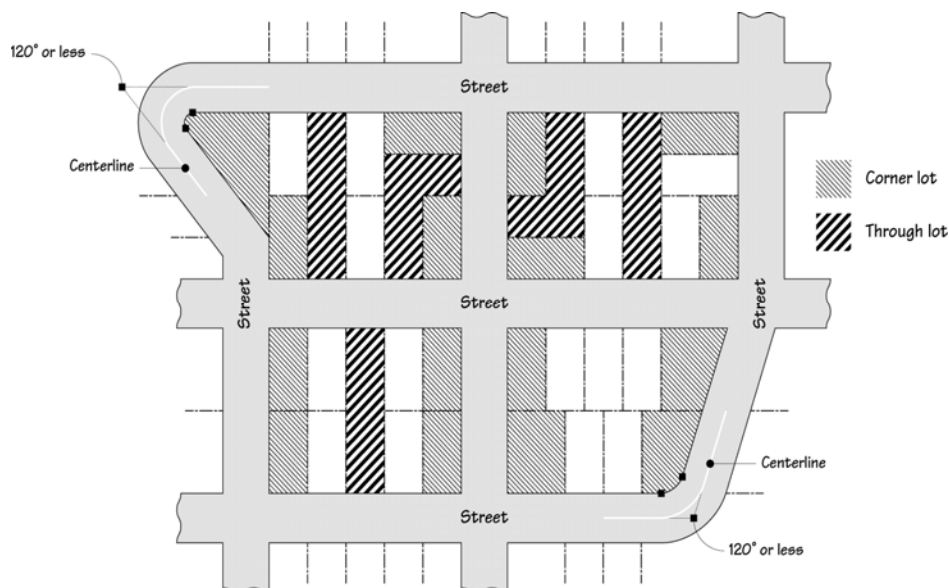 120° or less
Street
Centerline
Corner lot
Through lot
Street
Street
Street
Centerline
Street
120° or less